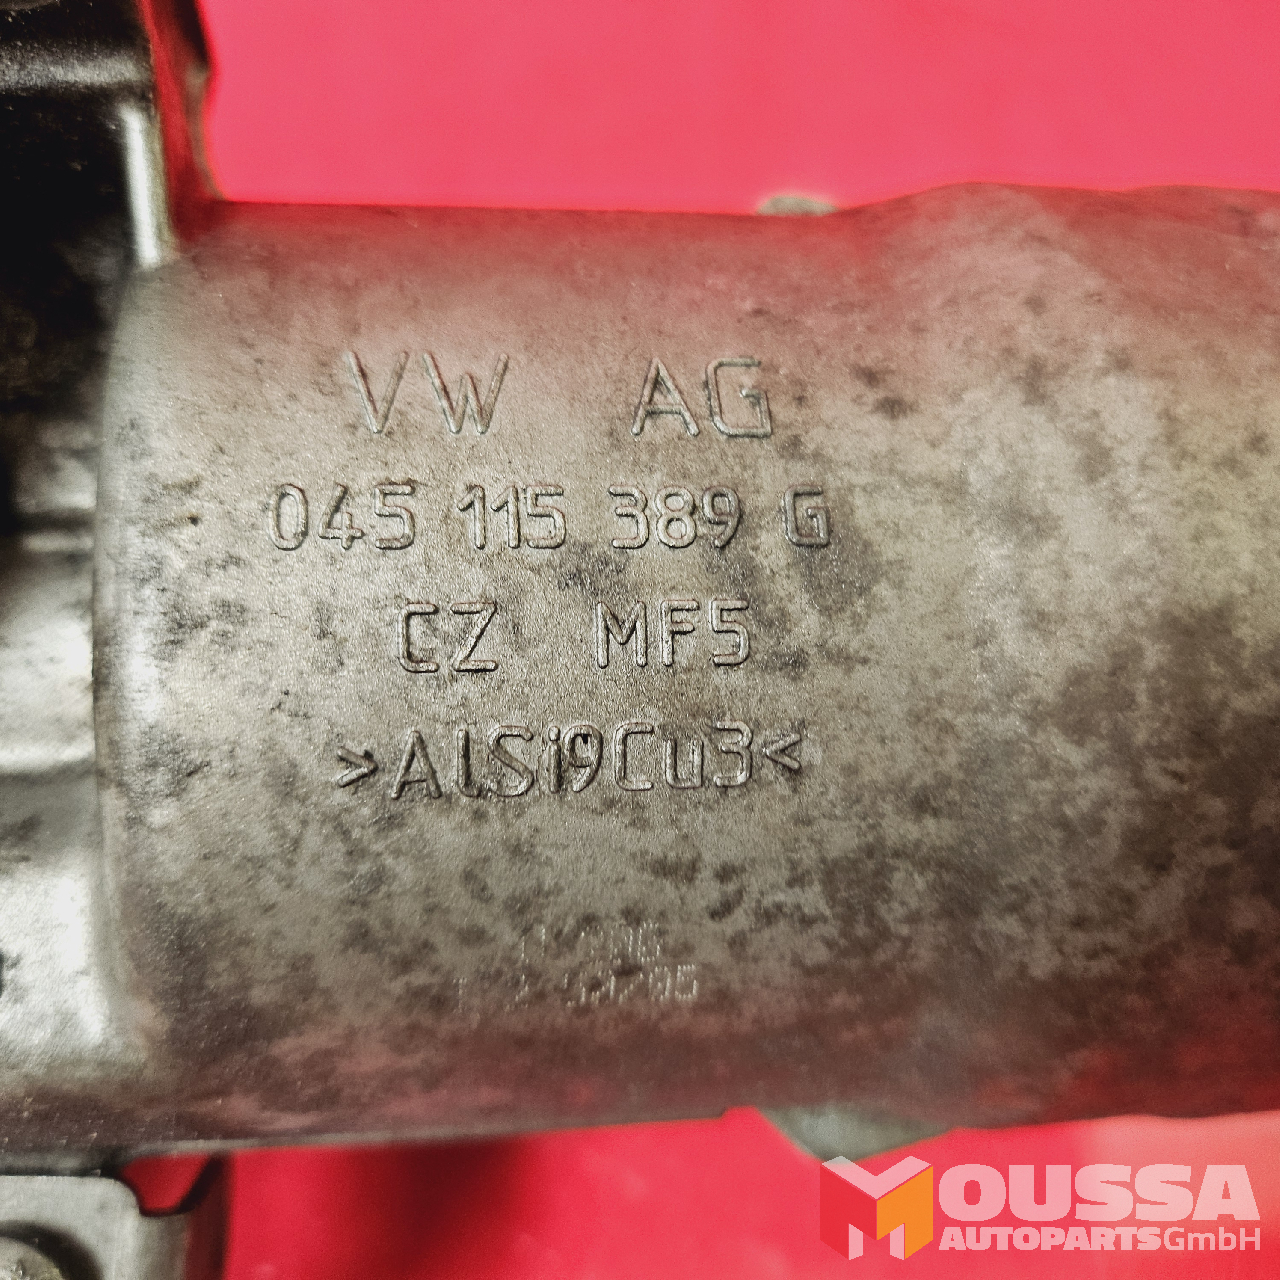 VW AG
045 115 389 G
CZ MF5
>AlSi9Cu3<
MOUSSA
AUTOPARTS GmbH